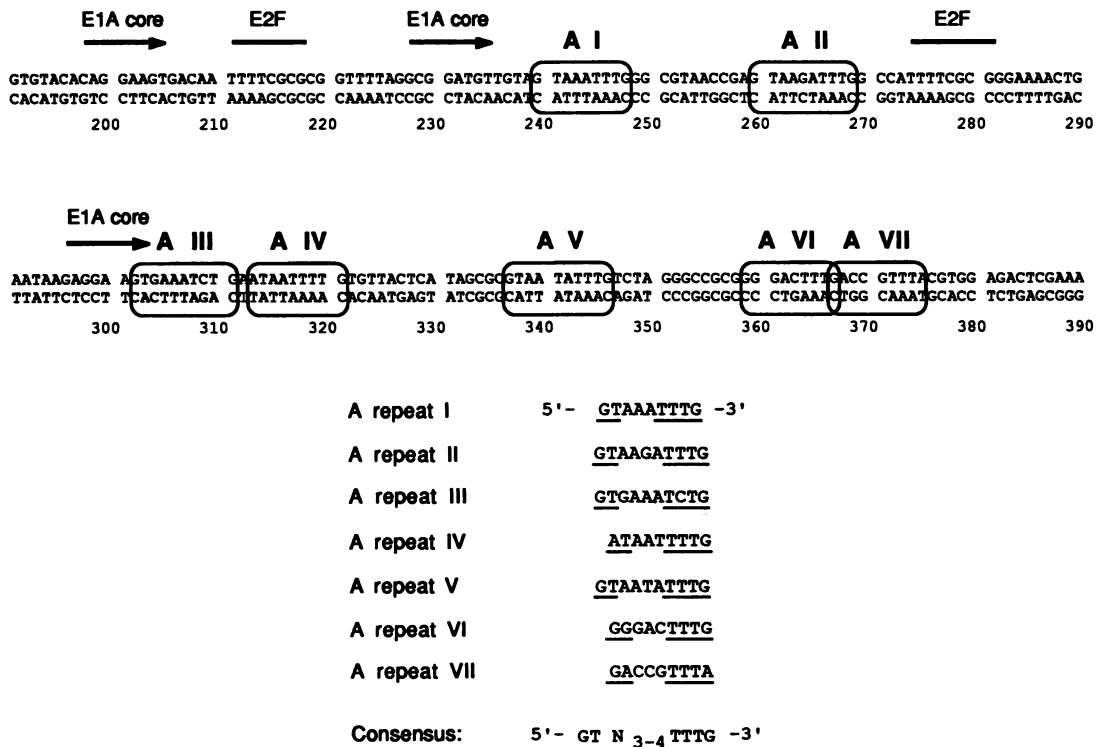 E1A core E2F E1A core A I A II E2F
GTGTACACAG GAAGTGACAA TTTTCGCGCG GTTTTAGGCG GATGTTGTAG TAAATTTGGG CGTAACCGAG TAAGATTTGG CCATTTTCGC GGGAAAACTG
CACATGTGTC CTTCACTGTT AAAAGCGCGC CAAAATCCGC CTACAACATC ATTTAAACCC GCATTGGCTC ATTCTAAACC GGTAAAAGCG CCCTTTTGAC
200 210 220 230 240 250 260 270 280 290
E1A core A III A IV A V A VI A VII
AATAAGAGGA AGTGAAATCT GAATAATTTTG TGTTACTCA TAGCGCGTAA TATTTGTCTA GGGCCGCGGG GACTTTGACC GTTTACGTGG AGACTCGAAA
TTATTCTCCT TCACTTTAGA CTTATTAAAAC ACAATGAGT ATCGCGCATT ATAAACAGAT CCCGGCGCCC CTGAAACTGG CAAATGCACC TCTGAGCGGG
300 310 320 330 340 350 360 370 380 390
A repeat I 5'- GTAAATTTG -3'
A repeat II GTAAGATTTG
A repeat III GTGAAATCTG
A repeat IV ATAATTTTG
A repeat V GTAATATTTG
A repeat VI GGGACTTTG
A repeat VII GACCGTTTA
Consensus: 5'- GT N 3-4 TTTG -3'